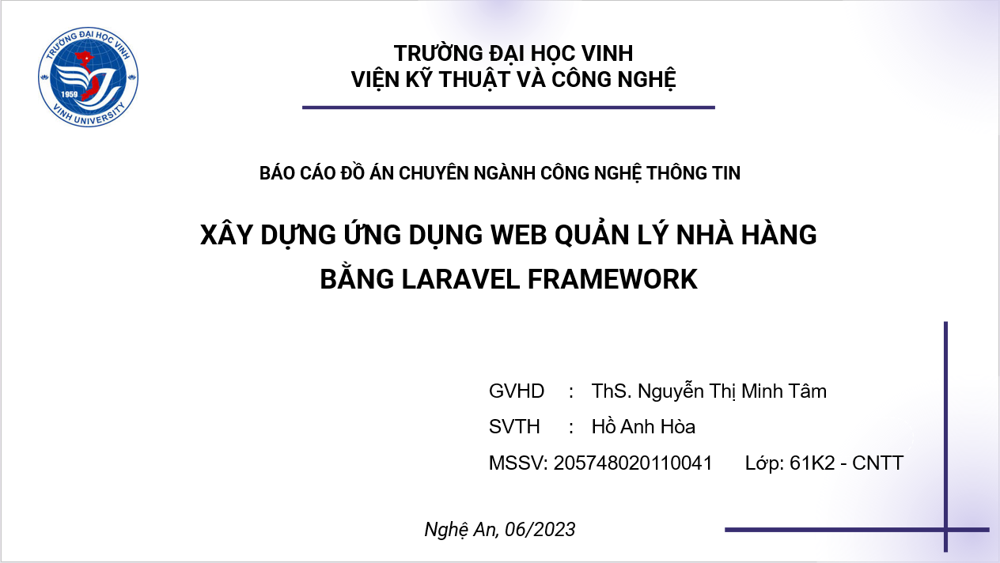 TRƯỜNG ĐẠI HỌC VINH
1959
VINH UNIVERSITY
TRƯỜNG ĐẠI HỌC VINH
VIỆN KỸ THUẬT VÀ CÔNG NGHỆ
BÁO CÁO ĐỒ ÁN CHUYÊN NGÀNH CÔNG NGHỆ THÔNG TIN
XÂY DỰNG ỨNG DỤNG WEB QUẢN LÝ NHÀ HÀNG
BẰNG LARAVEL FRAMEWORK
GVHD : ThS. Nguyễn Thị Minh Tâm
SVTH : Hồ Anh Hòa
MSSV: 205748020110041 Lớp: 61K2 - CNTT
Nghệ An, 06/2023